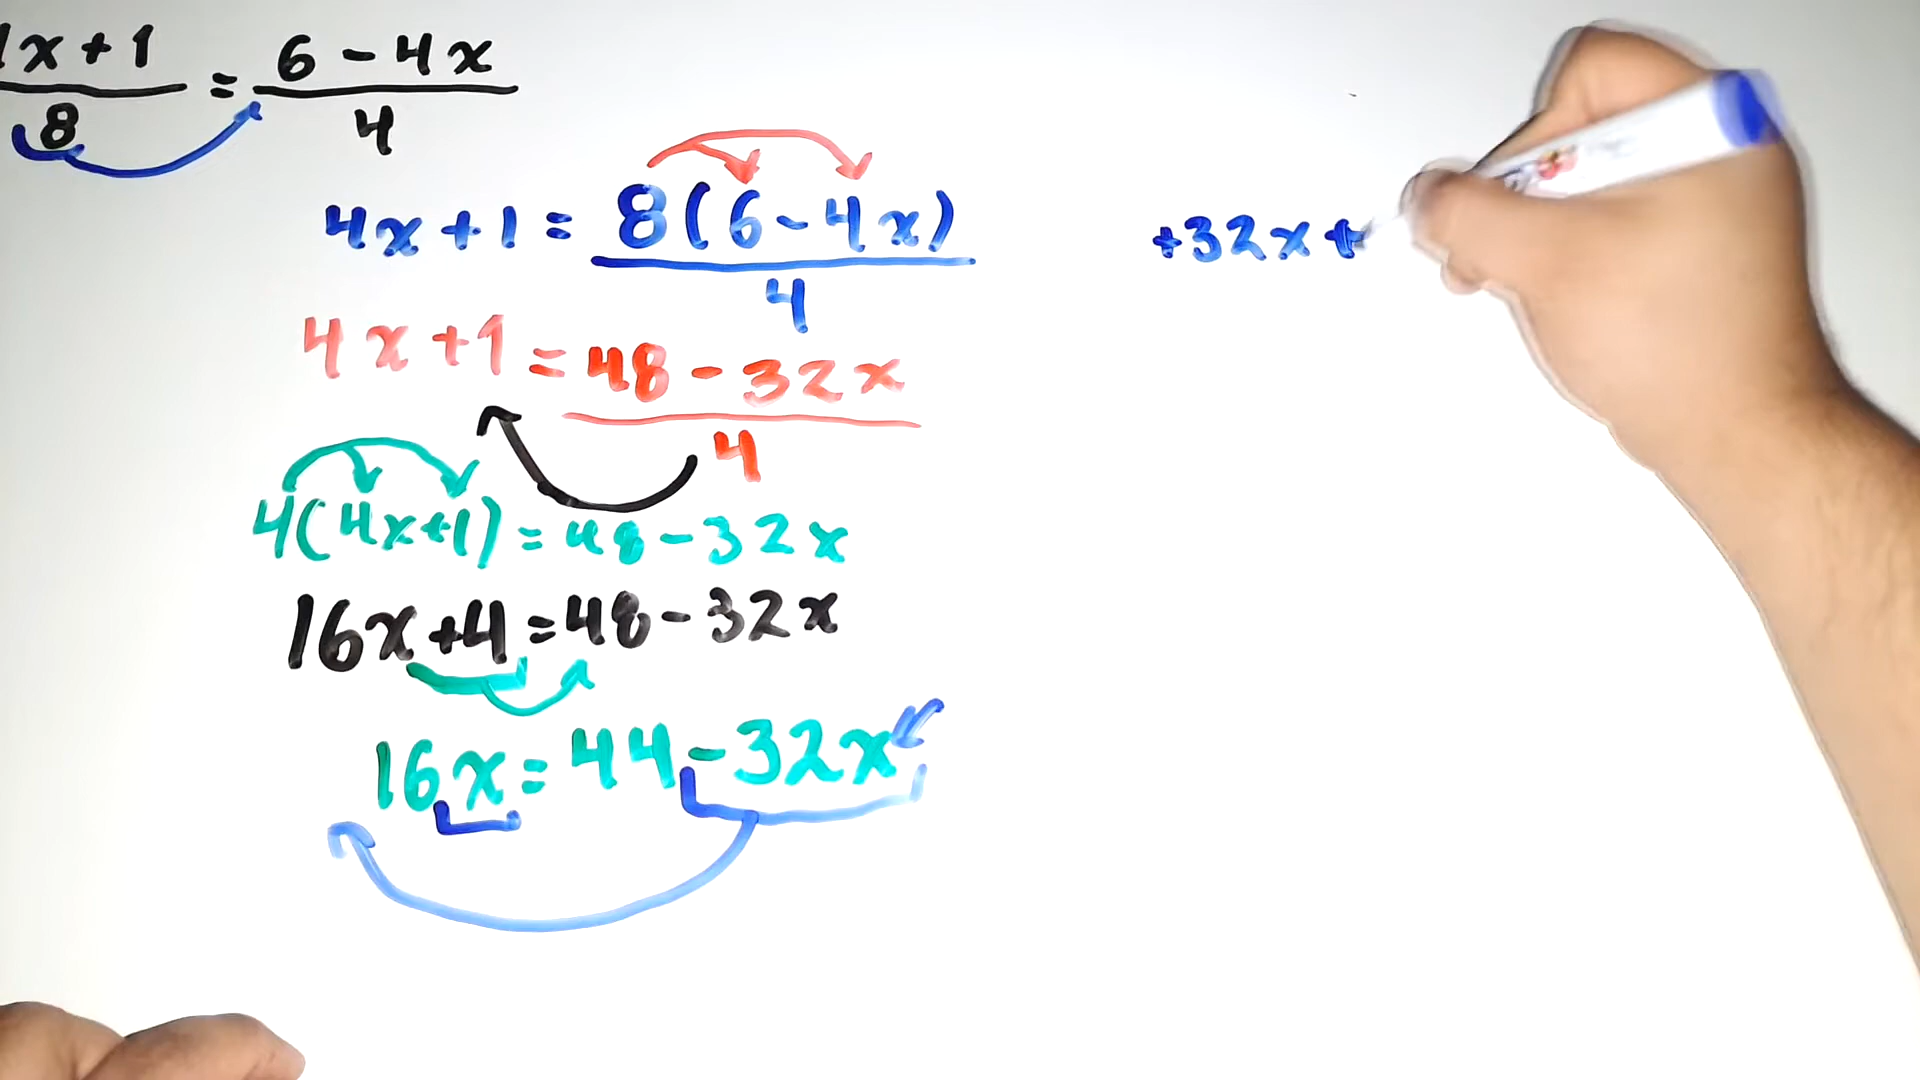 x+1/8 = 6-4x/4
4x+1 = 8(6-4x)/4
4x+1 = 48-32x/4
4(4x+1) = 48-32x
16x+4 = 48-32x
16x = 44-32x
+32x+